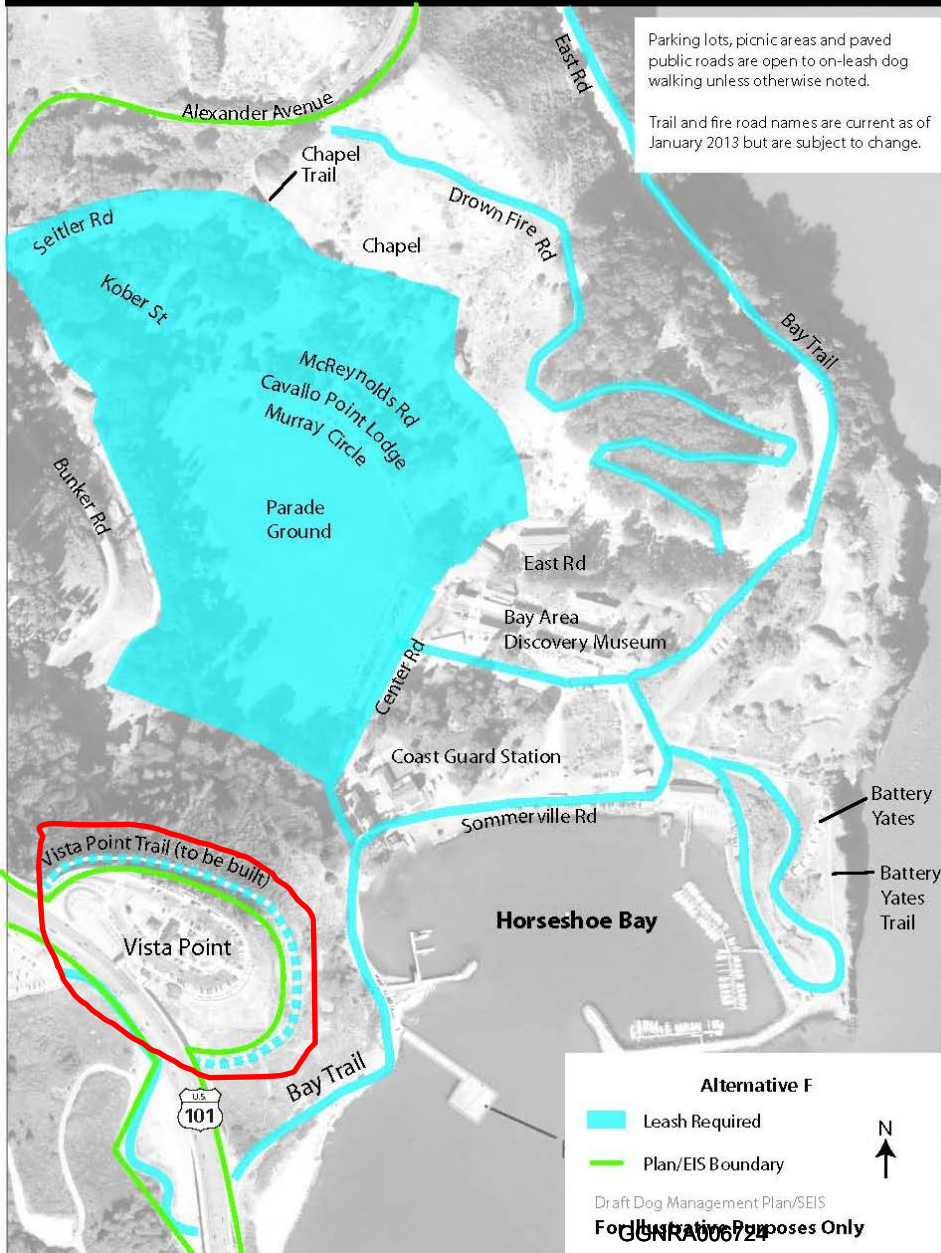 Parking lots, picnic areas and paved
public roads are open to on-leash dog
walking unless otherwise noted.
Trail and fire road names are current as of
January 2013 but are subject to change.
East Rd
Alexander Avenue
Chapel
Trail
Drown Fire Rd
Seitler Rd
Chapel
Kober St
Bay Trail
McReynolds Rd
Cavallo Point Lodge
Murray Circle
Bunker Rd
Parade
Ground
East Rd
Bay Area
Discovery Museum
Center Rd
Coast Guard Station
Sommerville Rd
Battery
Yates
Battery
Yates
Trail
Vista Point Trail (to be built)
Vista Point
Horseshoe Bay
Bay Trail
U.S.
101
Alternative F
Leash Required
Plan/EIS Boundary
N
Draft Dog Management Plan/SEIS
For Illustrative Purposes Only
GGNRA006724